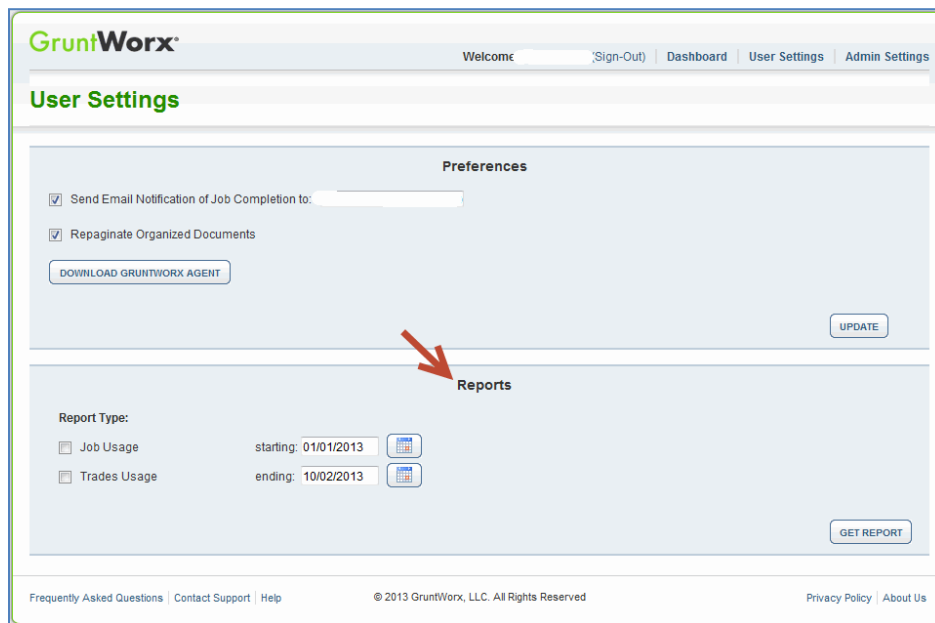 GruntWorx®
Welcome (Sign-Out) Dashboard User Settings Admin Settings
User Settings
Preferences
Send Email Notification of Job Completion to:
Repaginate Organized Documents
DOWNLOAD GRUNTWORX AGENT
UPDATE
Reports
Report Type:
Job Usage starting: 01/01/2013
Trades Usage ending: 10/02/2013
GET REPORT
Frequently Asked Questions Contact Support Help © 2013 GruntWorx, LLC. All Rights Reserved Privacy Policy About Us